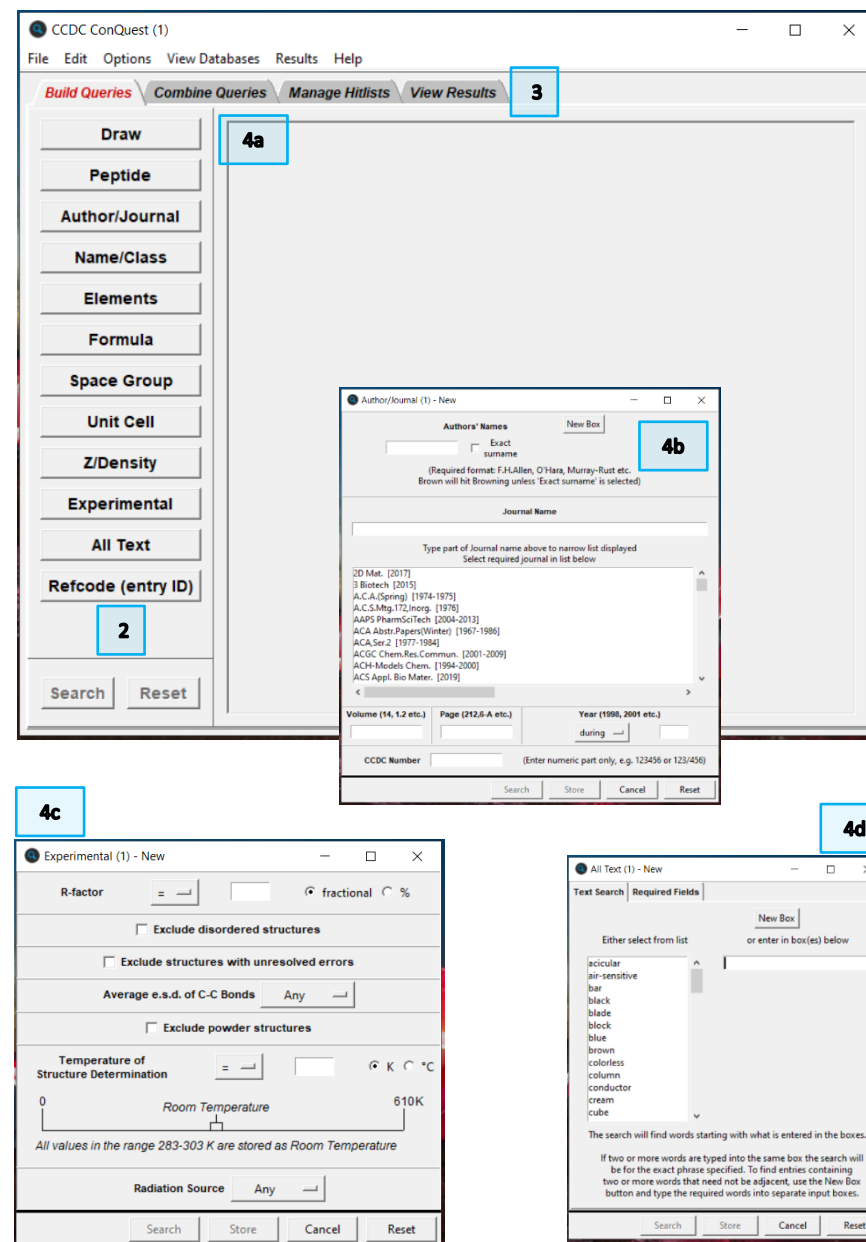 CCDC ConQuest (1)
File Edit Options View Databases Results Help
Build Queries Combine Queries Manage Hitlists View Results 3
4a
Draw
Peptide
Author/Journal
Name/Class
Elements
Formula
Space Group
Unit Cell
Z/Density
Experimental
All Text
Refcode (entry ID)
2
Search Reset
Author/Journal (1) - New
Authors' Names New Box
4b
Exact
surname
(Required format: F.H.Allen, O'Hara, Murray-Rust etc.
Brown will hit Browning unless 'Exact surname' is selected)
Journal Name
Type part of Journal name above to narrow list displayed
Select required journal in list below
2D Mat. [2017]
3 Biotech [2015]
A.C.A.(Spring) [1974-1975]
A.C.S.Mtg.172,Inorg. [1976]
AAPS PharmSciTech [2004-2013]
ACA Abstr.Papers(Winter) [1967-1986]
ACA,Ser.2 [1977-1984]
ACGC Chem.Res.Commun. [2001-2009]
ACH-Models Chem. [1994-2000]
ACS Appl. Bio Mater. [2019]
Volume (14, 1.2 etc.) Page (212,6-A etc.) Year (1998, 2001 etc.)
during
CCDC Number (Enter numeric part only, e.g. 123456 or 123/456)
Search Store Cancel Reset
4c
Experimental (1) - New
R-factor = fractional %
Exclude disordered structures
Exclude structures with unresolved errors
Average e.s.d. of C-C Bonds Any
Exclude powder structures
Temperature of
Structure Determination = K °C
0 Room Temperature 610K
All values in the range 283-303 K are stored as Room Temperature
Radiation Source Any
Search Store Cancel Reset
4d
All Text (1) - New
Text Search Required Fields
New Box
Either select from list or enter in box(es) below
acicular
air-sensitive
bar
black
blade
block
blue
brown
colorless
column
conductor
cream
cube
The search will find words starting with what is entered in the boxes.
If two or more words are typed into the same box the search will
be for the exact phrase specified. To find entries containing
two or more words that need not be adjacent, use the New Box
button and type the required words into separate input boxes.
Search Store Cancel Reset